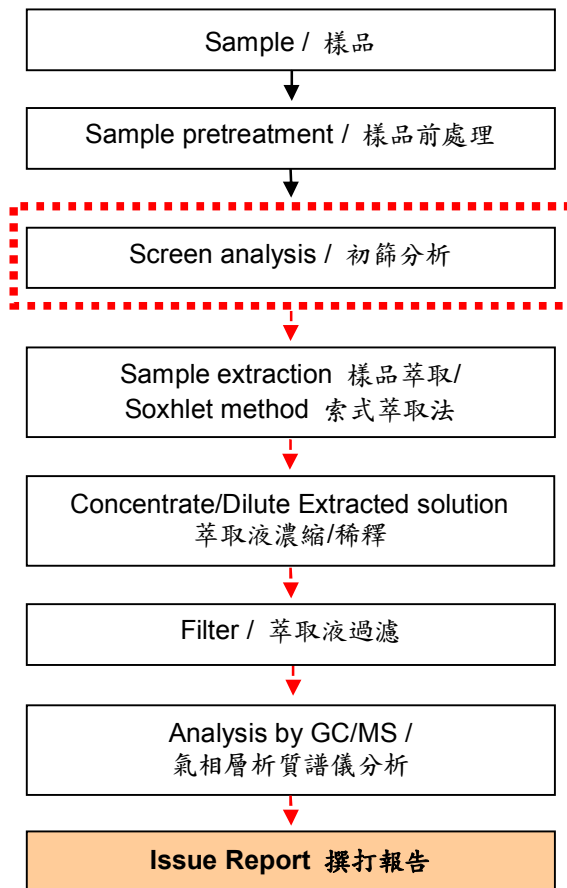 Sample / 樣品
Sample pretreatment / 樣品前處理
Screen analysis / 初篩分析
Sample extraction 樣品萃取/
Soxhlet method 索式萃取法
Concentrate/Dilute Extracted solution
萃取液濃縮/稀釋
Filter / 萃取液過濾
Analysis by GC/MS /
氣相層析質譜儀分析
Issue Report 撰打報告